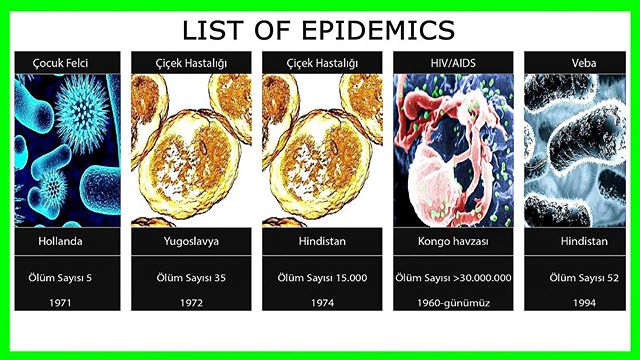 LIST OF EPIDEMICS
Çocuk Felci
Hollanda
Ölüm Sayısı 5
1971
Çiçek Hastalığı
Yugoslavya
Ölüm Sayısı 35
1972
Çiçek Hastalığı
Hindistan
Ölüm Sayısı 15.000
1974
HIV/AIDS
Kongo havzası
Ölüm Sayısı >30.000.000
1960-günümüz
Veba
Hindistan
Ölüm Sayısı 52
1994